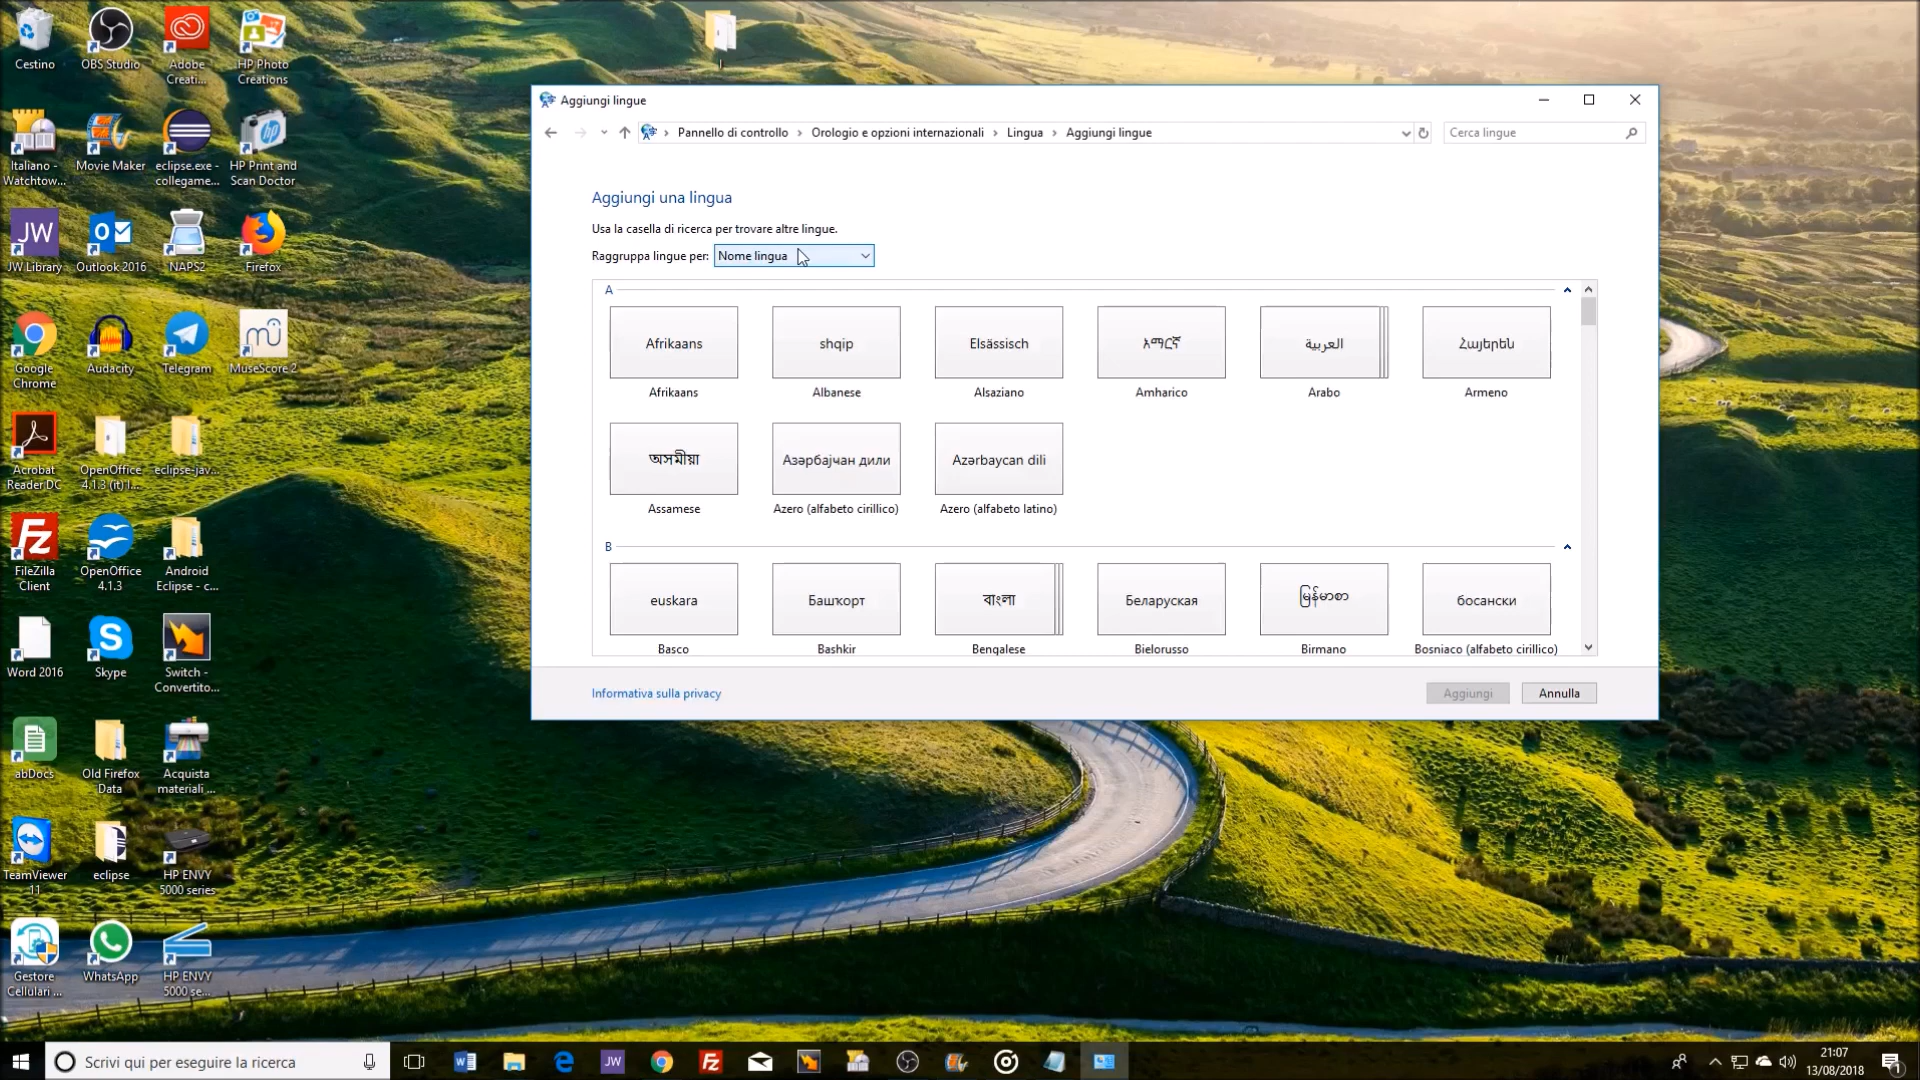 Cestino
OBS Studio
Adobe
Creati...
HP Photo
Creations
Italiano -
Watchtow...
Movie Maker
eclipse.exe -
collegame...
HP Print and
Scan Doctor
JW
JW Library
Outlook 2016
NAPS2
Firefox
Google
Chrome
Audacity
Telegram
MuseScore 2
Acrobat
Reader DC
OpenOffice
4.1.3 (it) I...
eclipse-jav...
FileZilla
Client
OpenOffice
4.1.3
Android
Eclipse - c...
Word 2016
Skype
Switch -
Convertito...
abDocs
Old Firefox
Data
Acquista
materiali ...
TeamViewer
11
eclipse
HP ENVY
5000 series
Gestore
Cellulari ...
WhatsApp
HP ENVY
5000 se...
Aggiungi lingue
Pannello di controllo
Orologio e opzioni internazionali
Lingua
Aggiungi lingue
Cerca lingue
Aggiungi una lingua
Usa la casella di ricerca per trovare altre lingue.
Raggruppa lingue per: Nome lingua
A
Afrikaans
shqip
Elsässisch
አማርኛ
العربية
Հայերեն
Afrikaans
Albanese
Alsaziano
Amharico
Arabo
Armeno
অসমীয়া
Азәрбајҹан дили
Azərbaycan dili
Assamese
Azero (alfabeto cirillico)
Azero (alfabeto latino)
B
euskara
Башҡорт
বাংলা
Беларуская
မြန်မာစာ
босански
Basco
Bashkir
Bengalese
Bielorusso
Birmano
Bosniaco (alfabeto cirillico)
Informativa sulla privacy
Aggiungi
Annulla
Scrivi qui per eseguire la ricerca
JW
21:07
13/08/2018
1